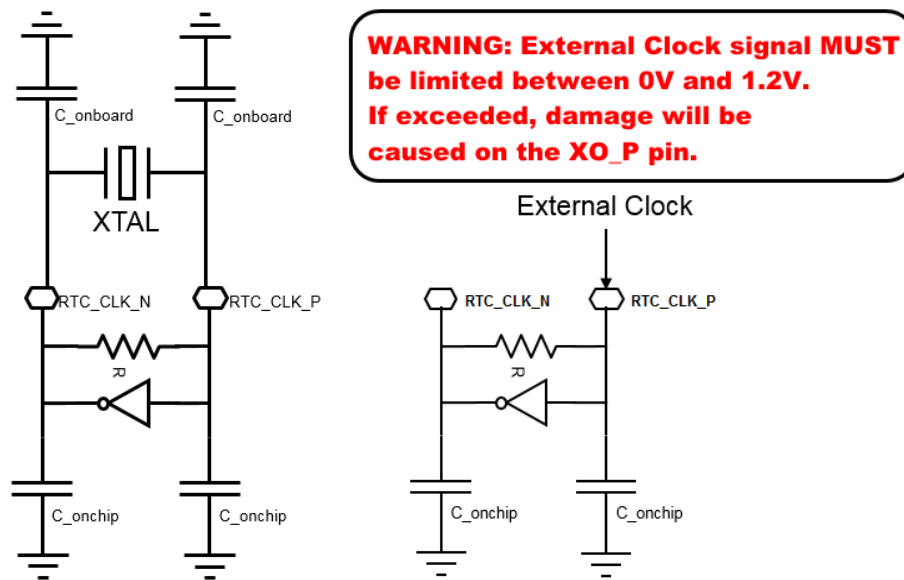 WARNING: External Clock signal MUST
be limited between 0V and 1.2V.
If exceeded, damage will be
caused on the XO_P pin.
C_onboard
C_onboard
XTAL
External Clock
RTC_CLK_N
RTC_CLK_P
RTC_CLK_N
RTC_CLK_P
R
R
C_onchip
C_onchip
C_onchip
C_onchip